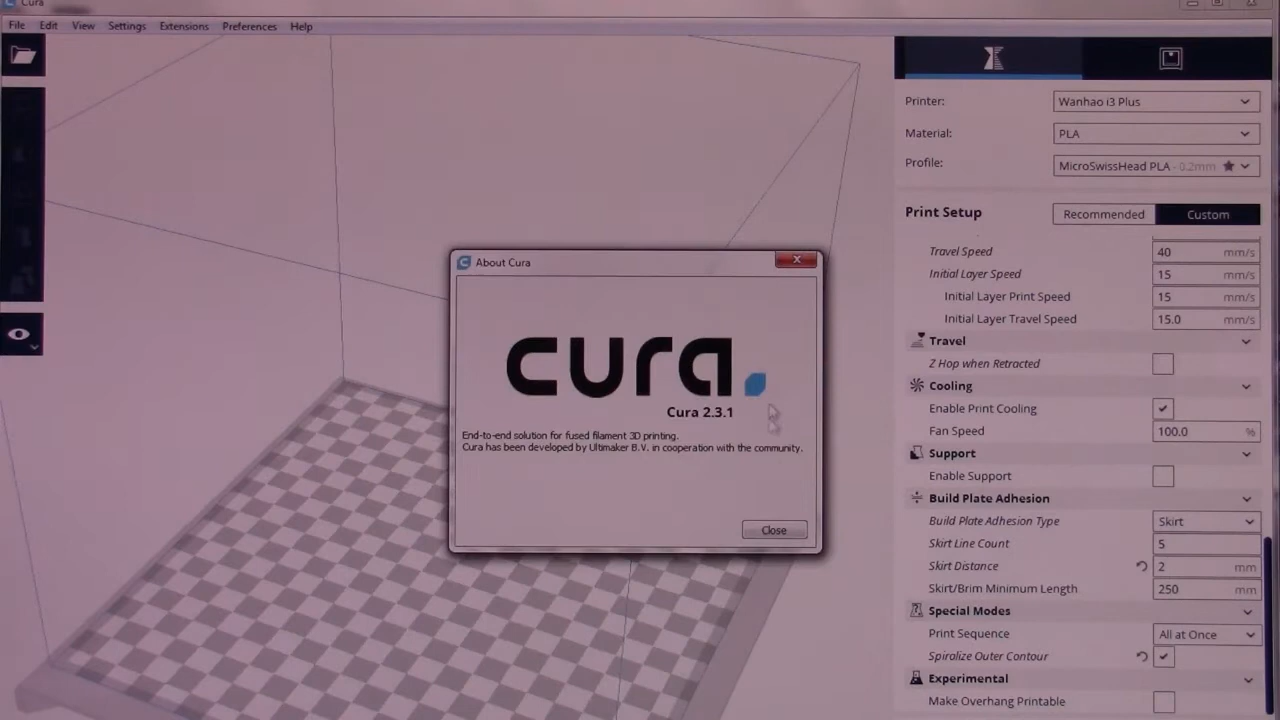 Cura
File Edit View Settings Extensions Preferences Help
Printer: Wanhao i3 Plus
Material: PLA
Profile: MicroSwissHead PLA - 0.2mm
Print Setup Recommended Custom
Travel Speed 40 mm/s
Initial Layer Speed 15 mm/s
Initial Layer Print Speed 15 mm/s
Initial Layer Travel Speed 15.0 mm/s
Travel
Z Hop when Retracted
Cooling
Enable Print Cooling
Fan Speed 100.0 %
Support
Enable Support
Build Plate Adhesion
Build Plate Adhesion Type Skirt
Skirt Line Count 5
Skirt Distance 2 mm
Skirt/Brim Minimum Length 250 mm
Special Modes
Print Sequence All at Once
Spiralize Outer Contour
Experimental
Make Overhang Printable
About Cura
cura.
Cura 2.3.1
End-to-end solution for fused filament 3D printing.
Cura has been developed by Ultimaker B.V. in cooperation with the community.
Close